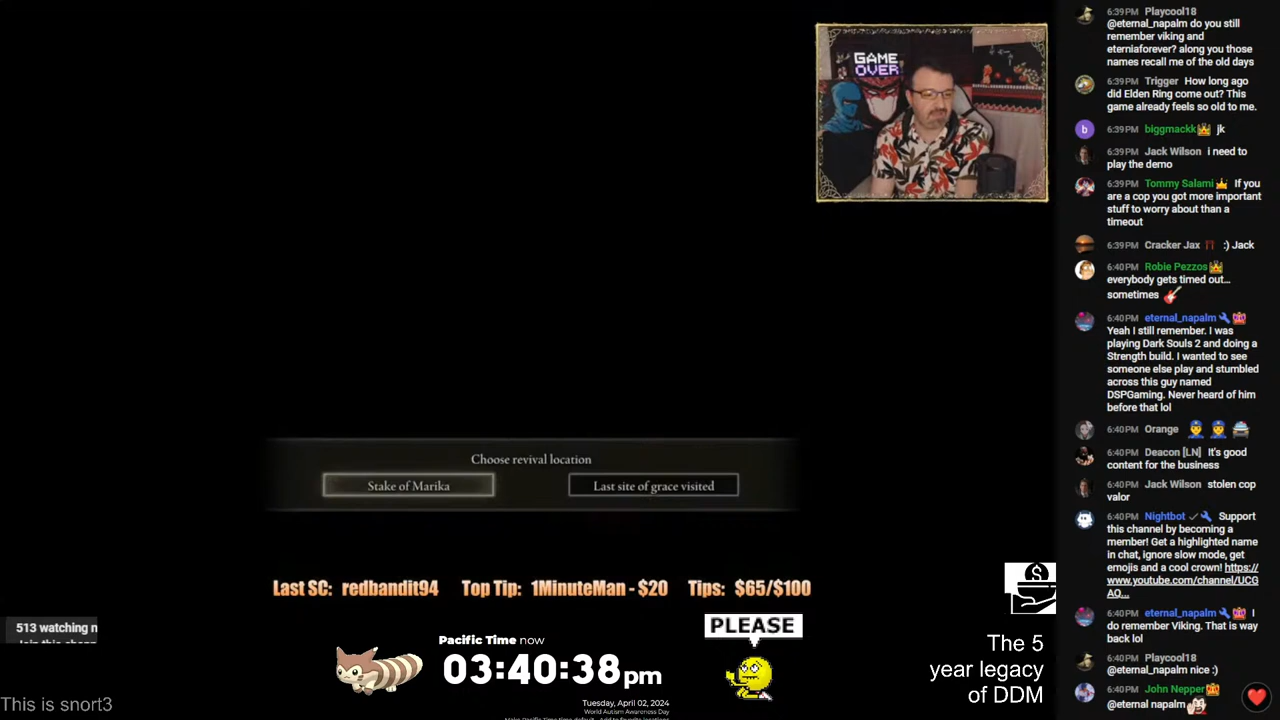 GAME
OVER
Choose revival location
Stake of Marika
Last site of grace visited
Last SC: redbandit94 Top Tip: 1MinuteMan - $20 Tips: $65/$100
513 watching n
PLEASE
Pacific Time now
03:40:38pm
Tuesday, April 02, 2024
World Autism Awareness Day
The 5
year legacy
of DDM
This is snort3
6:39PM Playcool18
@eternal_napalm do you still
remember viking and
eterniaforever? along you those
names recall me of the old days
6:39PM Trigger How long ago
did Elden Ring come out? This
game already feels so old to me.
6:39PM biggmackk jk
6:39PM Jack Wilson i need to
play the demo
6:39PM Tommy Salami If you
are a cop you got more important
stuff to worry about than a
timeout
6:39PM Cracker Jax :) Jack
6:40PM Robie Pezzos
everybody gets timed out...
sometimes
6:40PM eternal_napalm
Yeah I still remember. I was
playing Dark Souls 2 and doing a
Strength build. I wanted to see
someone else play and stumbled
across this guy named
DSPGaming. Never heard of him
before that lol
6:40PM Orange
6:40PM Deacon [LN] It's good
content for the business
6:40PM Jack Wilson stolen cop
valor
6:40PM Nightbot Support
this channel by becoming a
member! Get a highlighted name
in chat, ignore slow mode, get
emojis and a cool crown! https://
www.youtube.com/channel/UCG
AQ...
6:40PM eternal_napalm I
do remember Viking. That is way
back lol
6:40PM Playcool18
@eternal_napalm nice :)
6:40PM John Nepper
@eternal napalm